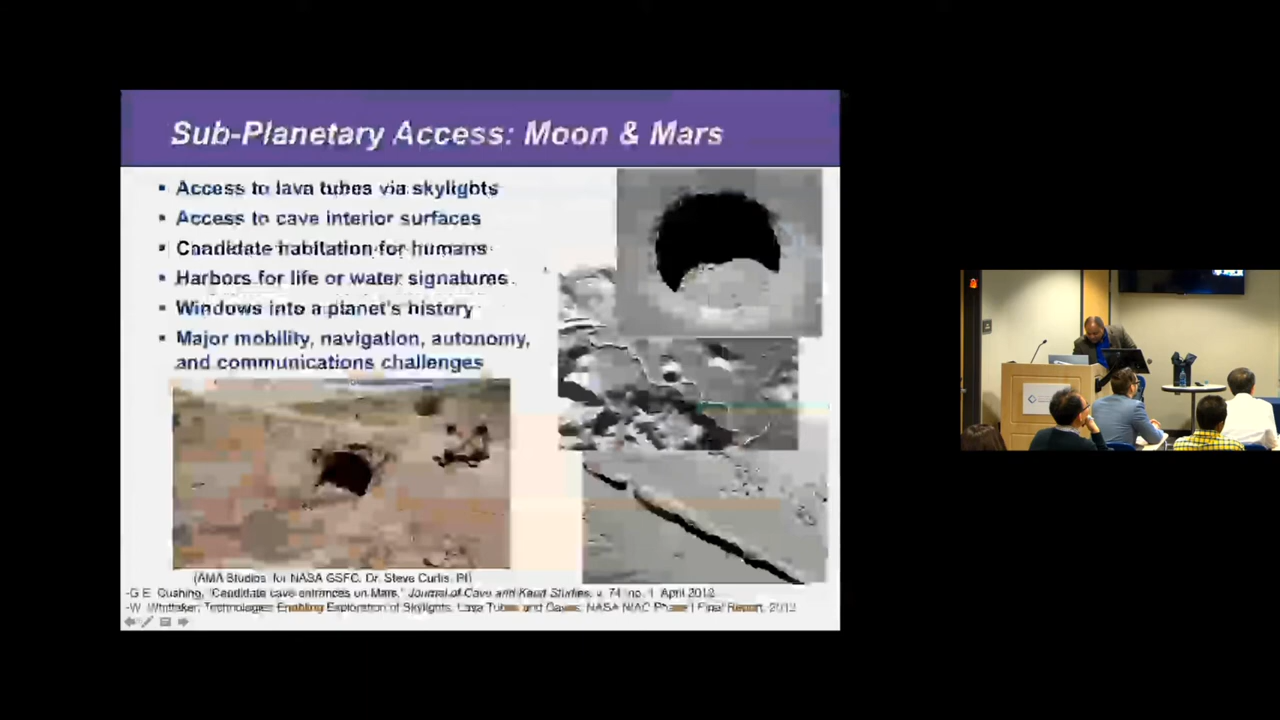 Sub-Planetary Access: Moon & Mars
▪ Access to lava tubes via skylights
▪ Access to cave interior surfaces
▪ Candidate habitation for humans
▪ Harbors for life or water signatures
▪ Windows into a planet's history
▪ Major mobility, navigation, autonomy,
and communications challenges
(AMA Studios for NASA GSFC, Dr. Steve Curtis, PI)
-G.E. Cushing, "Candidate cave entrances on Mars," Journal of Cave and Karst Studies, v. 74, no. 1, April 2012
-W. Whittaker, Technologies Enabling Exploration of Skylights, Lava Tubes and Caves, NASA NIAC Phase I Final Report, 2012